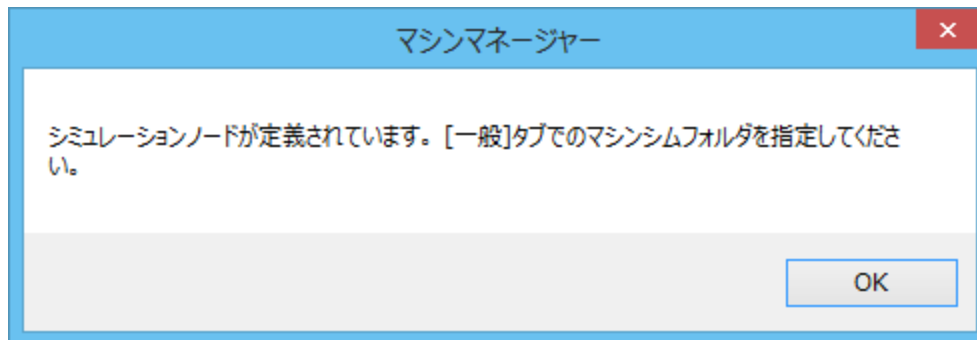 マシンマネージャー
シミュレーションノードが定義されています。[一般]タブでのマシンシムフォルダを指定してくださ
い。
OK